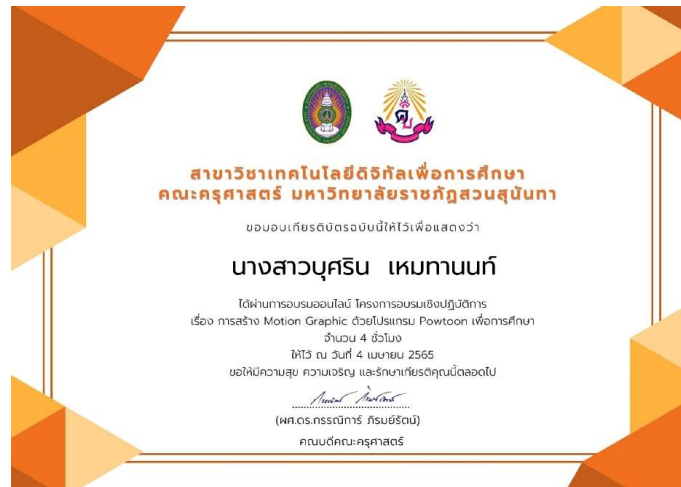 สาขาวิชาเทคโนโลยีดิจิทัลเพื่อการศึกษา
คณะครุศาสตร์ มหาวิทยาลัยราชภัฏสวนสุนันทา
ขอมอบเกียรติบัตรฉบับนี้ให้ไว้เพื่อแสดงว่า
นางสาวบุศริน เหมทานนท์
ได้ผ่านการอบรมออนไลน์ โครงการอบรมเชิงปฏิบัติการ
เรื่อง การสร้าง Motion Graphic ด้วยโปรแกรม Powtoon เพื่อการศึกษา
จำนวน 4 ชั่วโมง
ให้ไว้ ณ วันที่ 4 เมษายน 2565
ขอให้มีความสุข ความเจริญ และรักษาเกียรติคุณนี้ตลอดไป
(ผศ.ดร.กรรณิการ์ ภิรมย์รัตน์)
คณบดีคณะครุศาสตร์